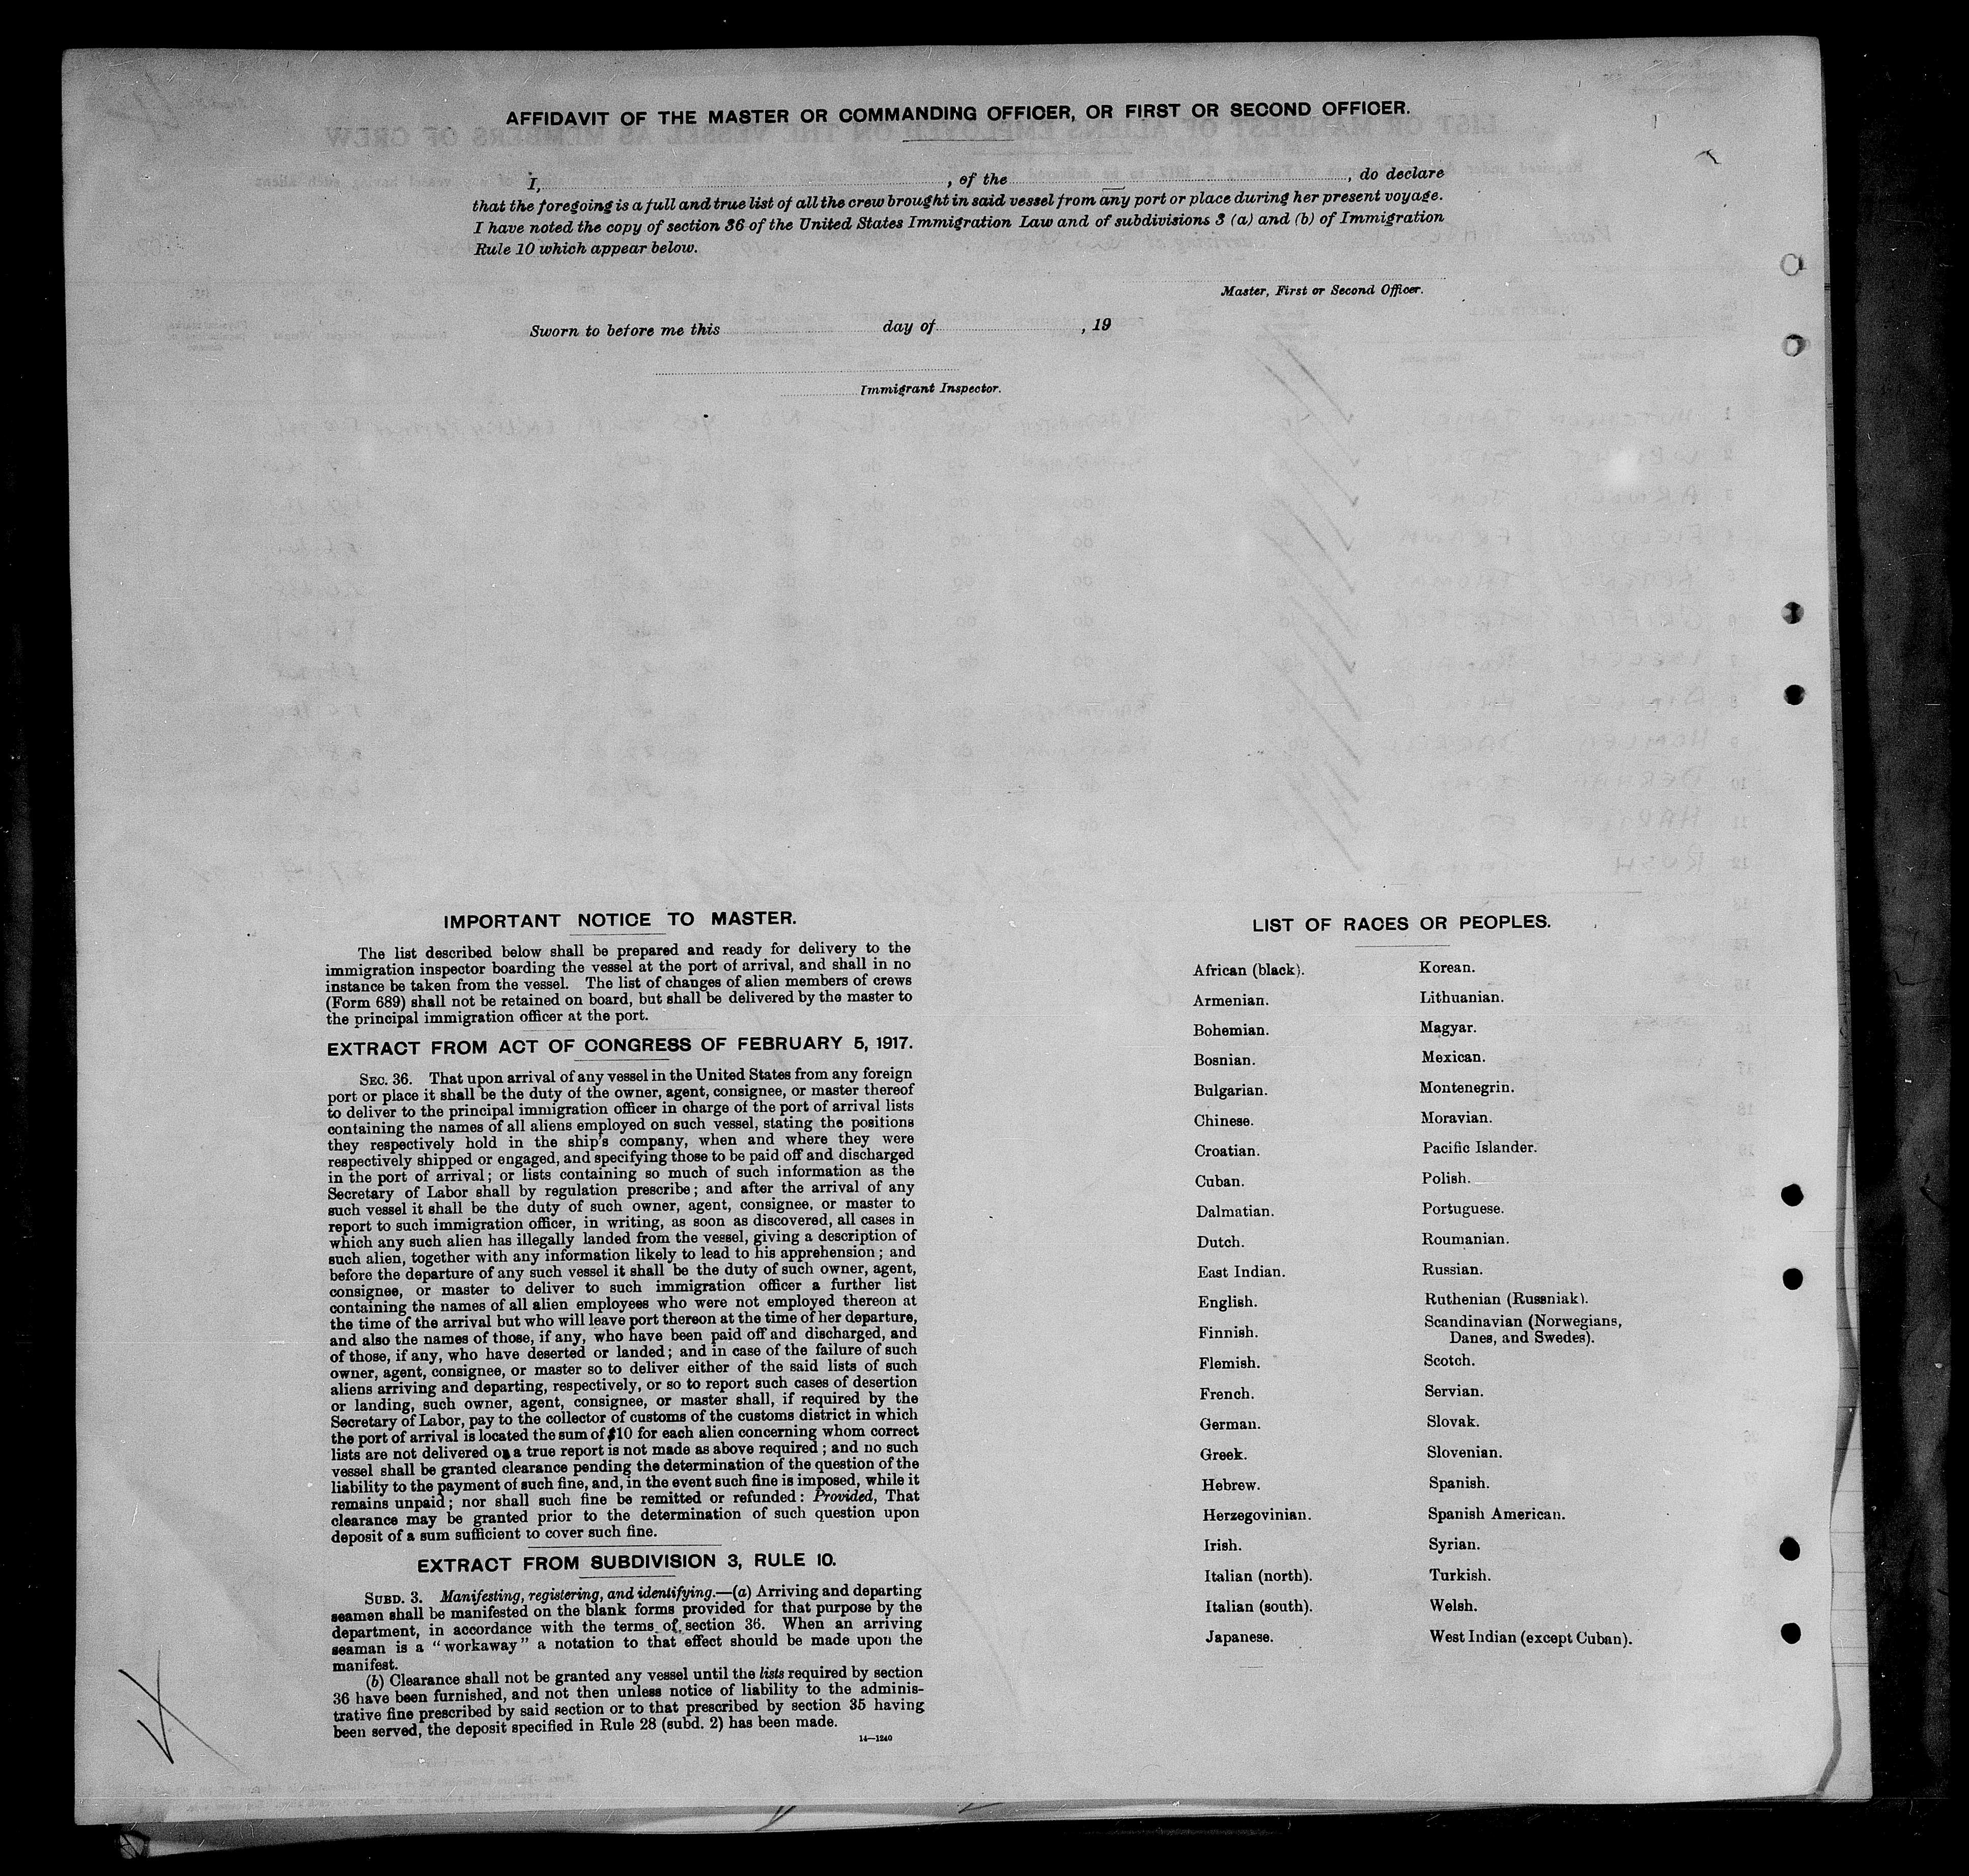 AFFIDAVIT OF THE MASTER OR COMMANDING OFFICER, OR FIRST OR SECOND OFFICER.
I, , of the , do declare
that the foregoing is a full and true list of all the crew brought in said vessel from any port or place during her present voyage.
I have noted the copy of section 36 of the United States Immigration Law and of subdivisions 3 (a) and (b) of Immigration
Rule 10 which appear below.
Master, First or Second Officer.
Sworn to before me this day of , 19
Immigrant Inspector.
IMPORTANT NOTICE TO MASTER.
The list described below shall be prepared and ready for delivery to the
immigration inspector boarding the vessel at the port of arrival, and shall in no
instance be taken from the vessel. The list of changes of alien members of crews
(Form 689) shall not be retained on board, but shall be delivered by the master to
the principal immigration officer at the port.
EXTRACT FROM ACT OF CONGRESS OF FEBRUARY 5, 1917.
SEC. 36. That upon arrival of any vessel in the United States from any foreign
port or place it shall be the duty of the owner, agent, consignee, or master thereof
to deliver to the principal immigration officer in charge of the port of arrival lists
containing the names of all aliens employed on such vessel, stating the positions
they respectively hold in the ship's company, when and where they were
respectively shipped or engaged, and specifying those to be paid off and discharged
in the port of arrival; or lists containing so much of such information as the
Secretary of Labor shall by regulation prescribe; and after the arrival of any
such vessel it shall be the duty of such owner, agent, consignee, or master to
report to such immigration officer, in writing, as soon as discovered, all cases in
which any such alien has illegally landed from the vessel, giving a description of
such alien, together with any information likely to lead to his apprehension; and
before the departure of any such vessel it shall be the duty of such owner, agent,
consignee, or master to deliver to such immigration officer a further list
containing the names of all alien employees who were not employed thereon at
the time of the arrival but who will leave port thereon at the time of her departure,
and also the names of those, if any, who have been paid off and discharged, and
of those, if any, who have deserted or landed; and in case of the failure of such
owner, agent, consignee, or master so to deliver either of the said lists of such
aliens arriving and departing, respectively, or so to report such cases of desertion
or landing, such owner, agent, consignee, or master shall, if required by the
Secretary of Labor, pay to the collector of customs of the customs district in which
the port of arrival is located the sum of $10 for each alien concerning whom correct
lists are not delivered or a true report is not made as above required; and no such
vessel shall be granted clearance pending the determination of the question of the
liability to the payment of such fine, and, in the event such fine is imposed, while it
remains unpaid; nor shall such fine be remitted or refunded: Provided, That
clearance may be granted prior to the determination of such question upon
deposit of a sum sufficient to cover such fine.
EXTRACT FROM SUBDIVISION 3, RULE 10.
SUBD. 3. Manifesting, registering, and identifying.—(a) Arriving and departing
seamen shall be manifested on the blank forms provided for that purpose by the
department, in accordance with the terms of section 36. When an arriving
seaman is a "workaway" a notation to that effect should be made upon the
manifest.
(b) Clearance shall not be granted any vessel until the lists required by section
36 have been furnished, and not then unless notice of liability to the adminis-
trative fine prescribed by said section or to that prescribed by section 35 having
been served, the deposit specified in Rule 28 (subd. 2) has been made.
14—1240
LIST OF RACES OR PEOPLES.
African (black).
Armenian.
Bohemian.
Bosnian.
Bulgarian.
Chinese.
Croatian.
Cuban.
Dalmatian.
Dutch.
East Indian.
English.
Finnish.
Flemish.
French.
German.
Greek.
Hebrew.
Herzegovinian.
Irish.
Italian (north).
Italian (south).
Japanese.
Korean.
Lithuanian.
Magyar.
Mexican.
Montenegrin.
Moravian.
Pacific Islander.
Polish.
Portuguese.
Roumanian.
Russian.
Ruthenian (Russniak).
Scandinavian (Norwegians,
Danes, and Swedes).
Scotch.
Servian.
Slovak.
Slovenian.
Spanish.
Spanish American.
Syrian.
Turkish.
Welsh.
West Indian (except Cuban).